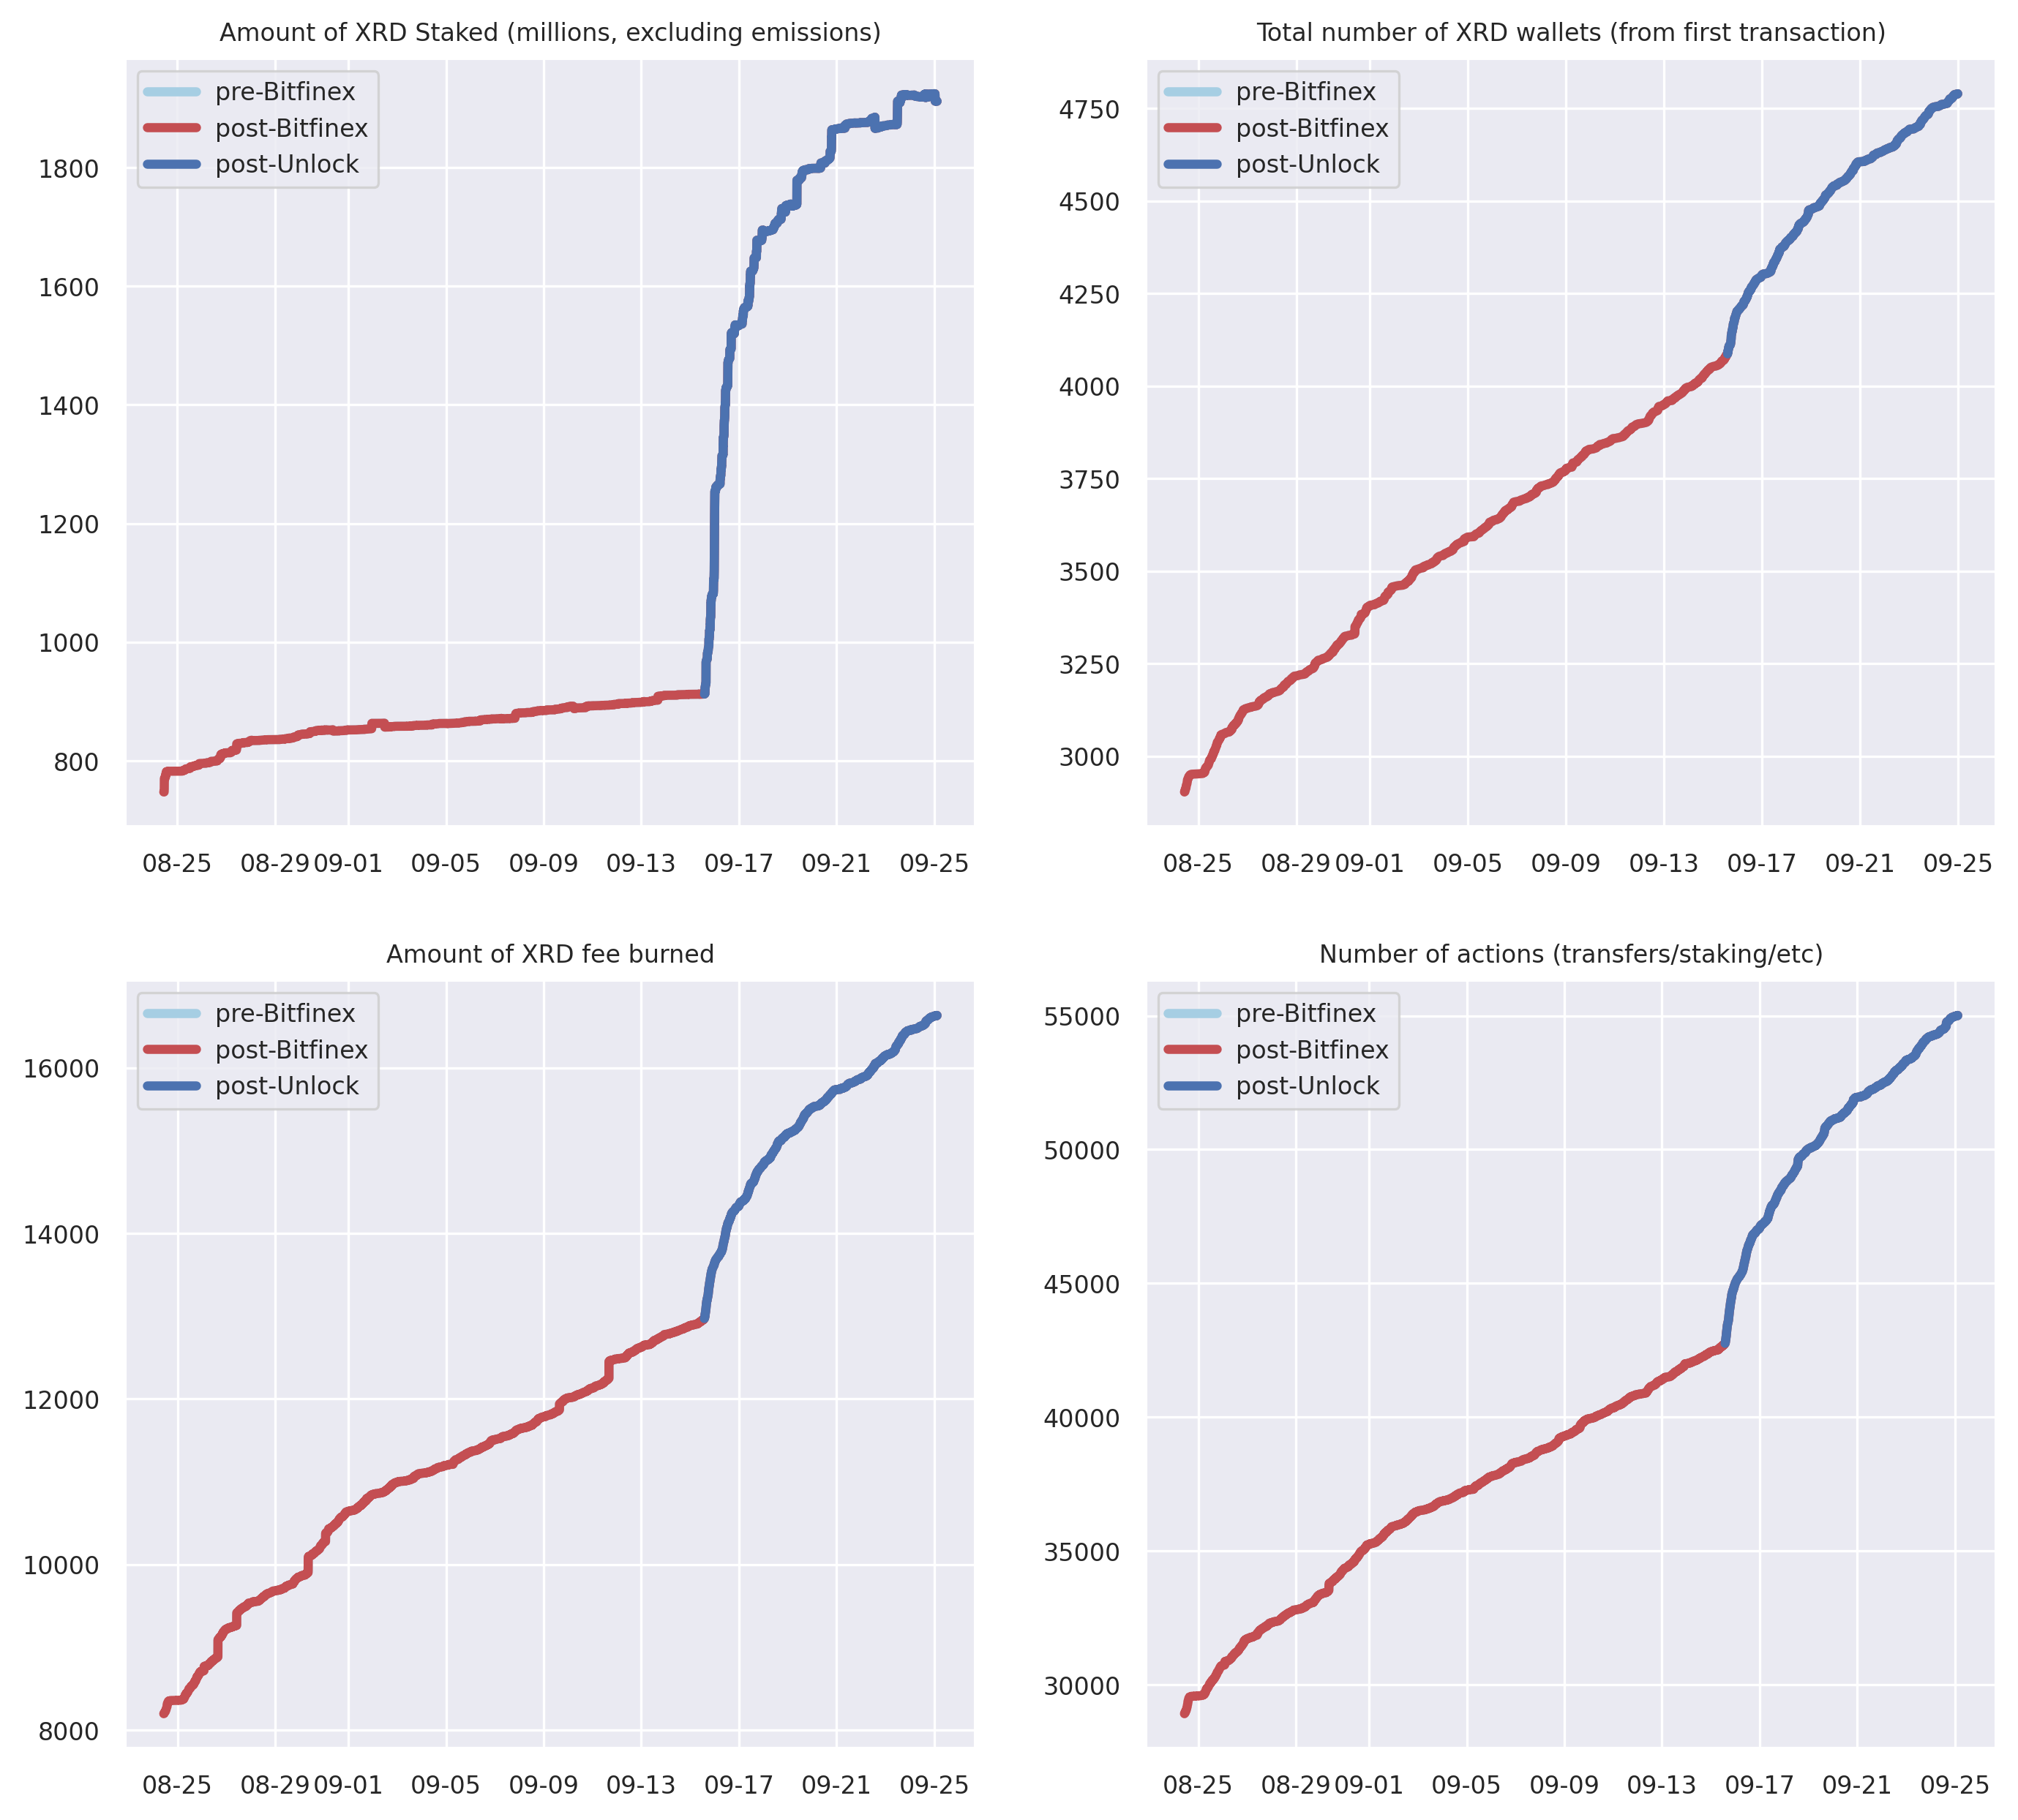 Amount of XRD Staked (millions, excluding emissions)
pre-Bitfinex
post-Bitfinex
post-Unlock
1800
1600
1400
1200
1000
800
08-25 08-29 09-01 09-05 09-09 09-13 09-17 09-21 09-25
Total number of XRD wallets (from first transaction)
pre-Bitfinex
post-Bitfinex
post-Unlock
4750
4500
4250
4000
3750
3500
3250
3000
08-25 08-29 09-01 09-05 09-09 09-13 09-17 09-21 09-25
Amount of XRD fee burned
pre-Bitfinex
post-Bitfinex
post-Unlock
16000
14000
12000
10000
8000
08-25 08-29 09-01 09-05 09-09 09-13 09-17 09-21 09-25
Number of actions (transfers/staking/etc)
pre-Bitfinex
post-Bitfinex
post-Unlock
55000
50000
45000
40000
35000
30000
08-25 08-29 09-01 09-05 09-09 09-13 09-17 09-21 09-25